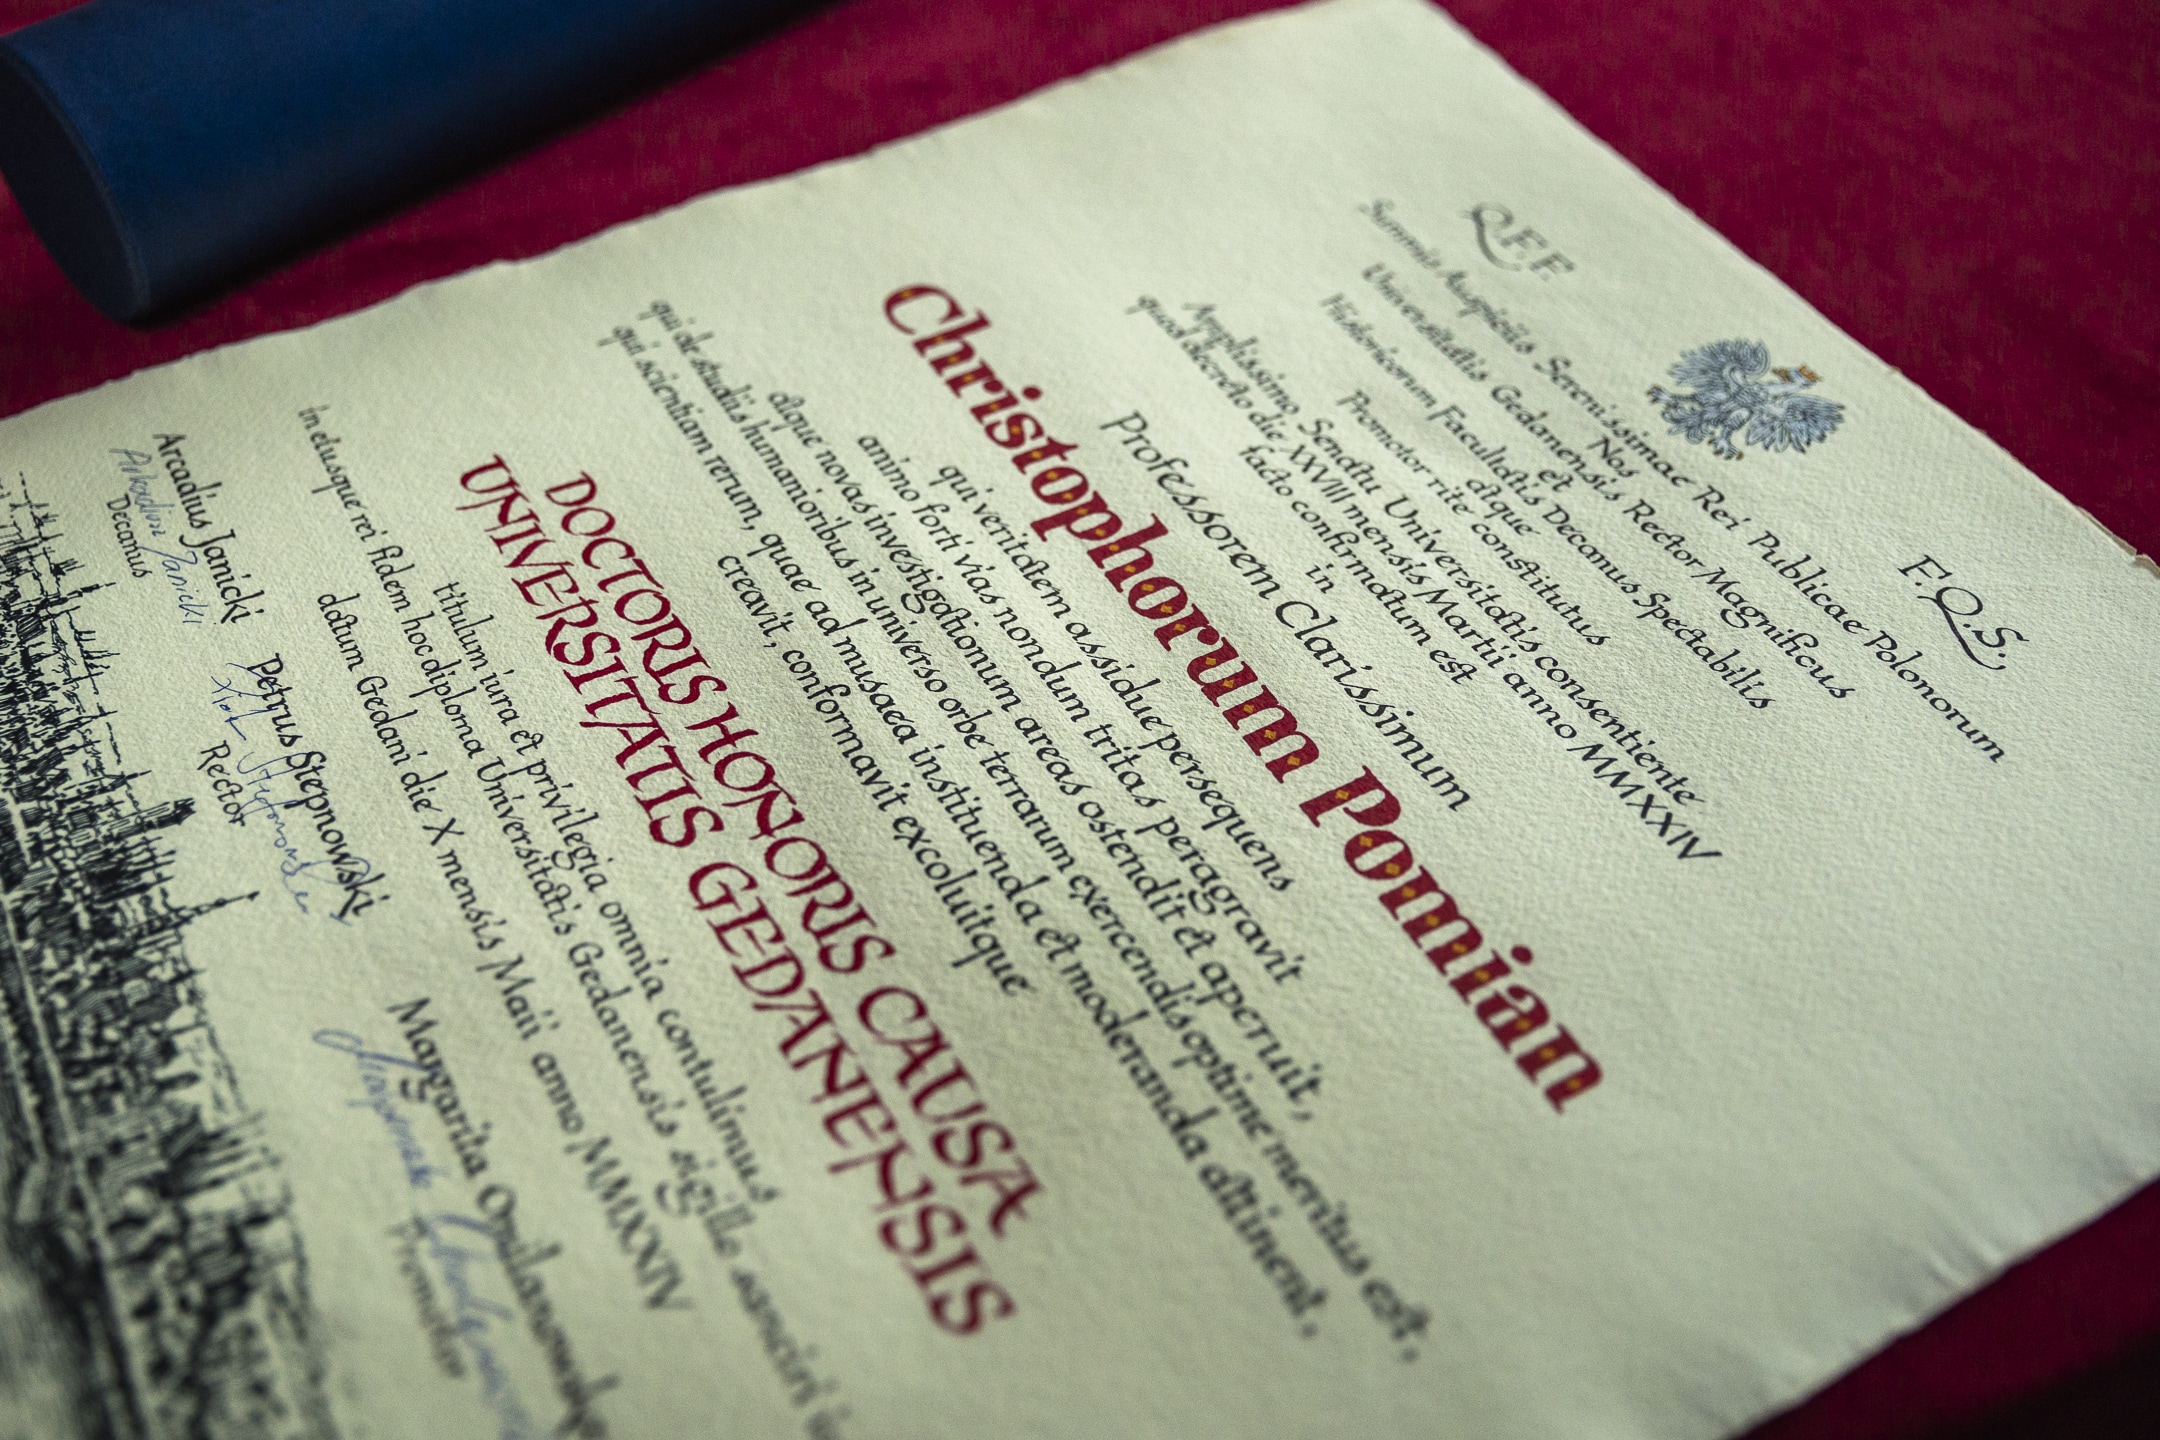 Q.F.F.
F.Q.S.
Summis Auspiciis Serenissimae Rei Publicae Polonorum
Nos
Universitatis Gedanensis Rector Magnificus
et
Historicorum Facultatis Decanus Spectabilis
atque
Promotor rite constitutus
Amplissimo Senatu Universitatis consentiente
quod decreto die XXVIII mensis Martii anno MMXXIV
facto confirmatum est
in
Professorem Clarissimum
Christophorum Pomian
qui veritatem assidue persequens
animo forti vias nondum tritas peragravit
atque novas investigationum areas ostendit et aperuit,
qui de studiis humanioribus in universo orbe terrarum exercendis optime meritus est,
qui scientiam rerum, quae ad musaea instituenda et moderanda attinent,
creavit, conformavit excoluitque
DOCTORIS HONORIS CAUSA
UNIVERSITATIS GEDANENSIS
titulum iura et privilegia omnia contulimus
in eiusque rei fidem hoc diploma Universitatis Gedanensis sigillo sanciri
datum Gedani die X mensis Maii anno MMXXIV
Arcadius Janicki
Arkadiusz Janicki
Decanus
Petrus Stepnowski
Rector
Margarita Omilanowska
Promotor